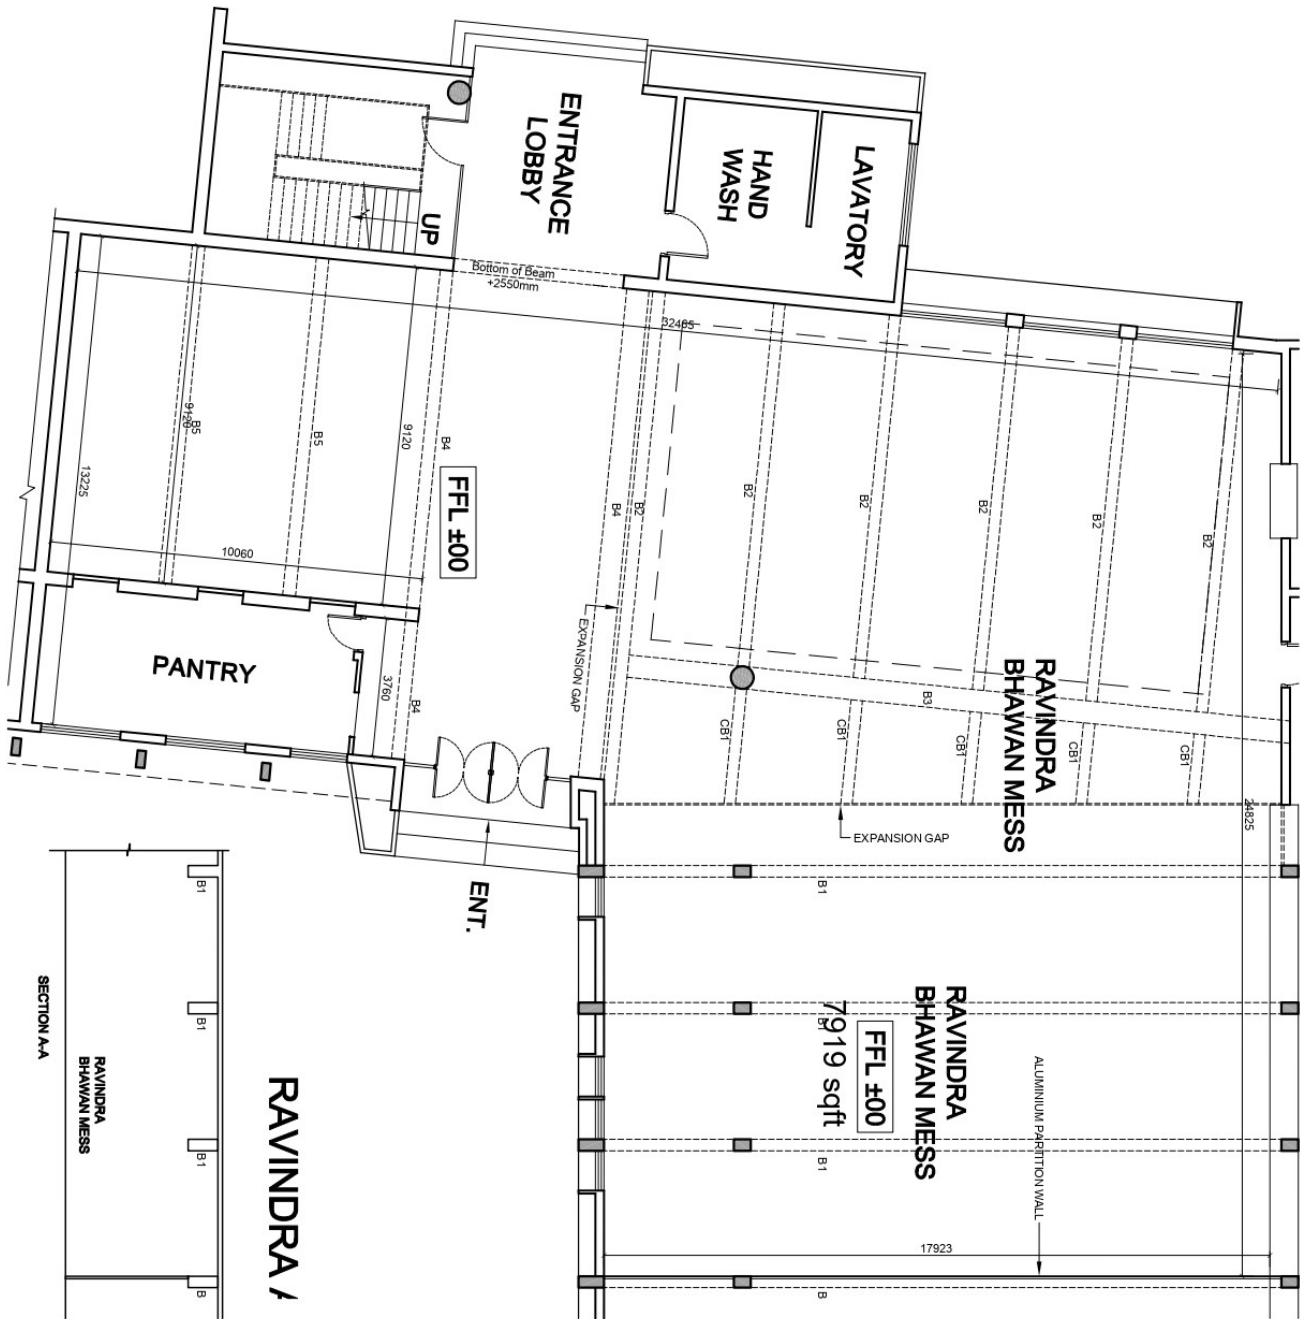 ENTRANCE
LOBBY
HAND
WASH
LAVATORY
UP
Bottom of Beam
+2550mm
32465
9120
B5
B5
9120
B4
13225
10060
FFL ±00
B4
B2
B2
B2
B2
B2
B2
EXPANSION GAP
PANTRY
3760
B4
B3
CB1
CB1
CB1
CB1
CB1
RAVINDRA
BHAWAN MESS
24825
EXPANSION GAP
ENT.
B1
B1
B1
B
RAVINDRA
BHAWAN MESS
FFL ±00
7919 sqft
ALUMINIUM PARTITION WALL
17923
B1
B1
B1
B
SECTION A-A
RAVINDRA
BHAWAN MESS
RAVINDRA